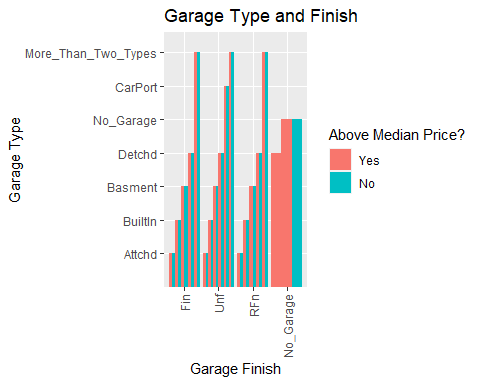 Garage Type and Finish
Garage Type
More_Than_Two_Types
CarPort
No_Garage
Detchd
Basment
BuiltIn
Attchd
Fin
Unf
RFn
No_Garage
Garage Finish
Above Median Price?
Yes
No